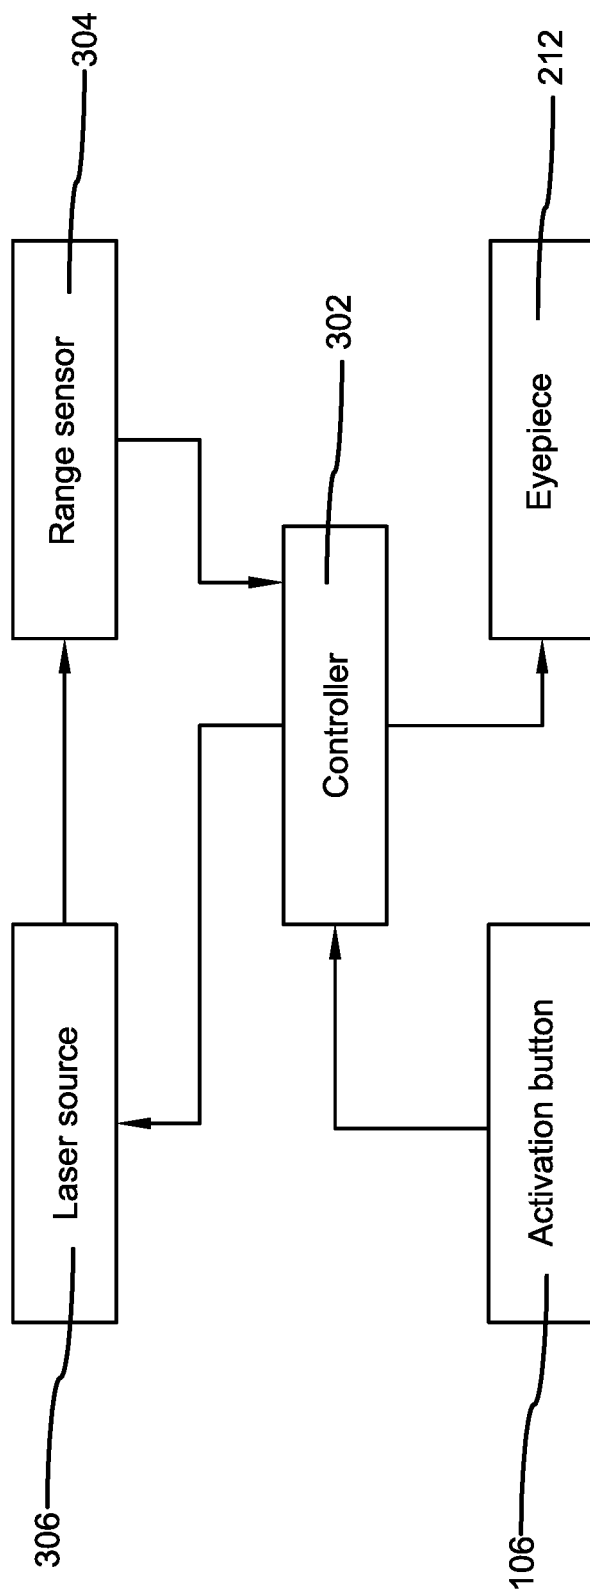 306
Laser source
Range sensor
304
Controller
302
106
Activation button
Eyepiece
212